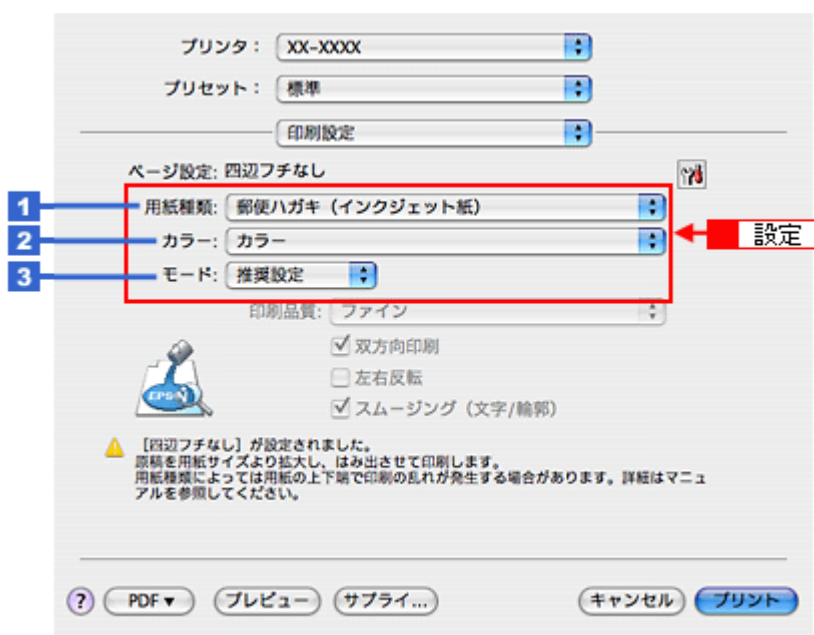 プリンタ： XX-XXXX
プリセット： 標準
印刷設定
ページ設定: 四辺フチなし
1 用紙種類: 郵便ハガキ（インクジェット紙）
2 カラー: カラー
設定
3 モード: 推奨設定
印刷品質: ファイン
双方向印刷
左右反転
スムージング（文字/輪郭）
EPSON
［四辺フチなし］が設定されました。
原稿を用紙サイズより拡大し、はみ出させて印刷します。
用紙種類によっては用紙の上下端で印刷の乱れが発生する場合があります。詳細はマニュ
アルを参照してください。
? PDF▼ プレビュー サプライ... キャンセル プリント